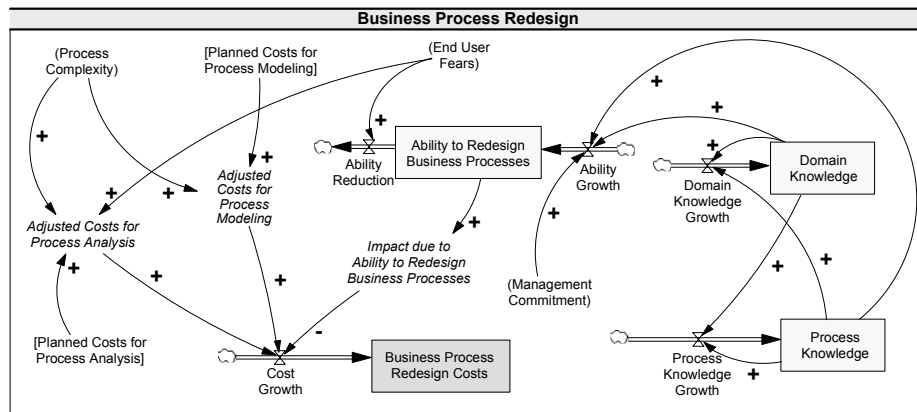 Business Process Redesign
(Process
Complexity)
[Planned Costs for
Process Modeling]
(End User
Fears)
+
+
+
+
Ability
Reduction
Ability to Redesign
Business Processes
Ability
Growth
+
Domain
Knowledge
Domain
Knowledge
Growth
+
Adjusted
Costs for
Process
Modeling
+
+
+
Adjusted Costs for
Process Analysis
+
Impact due to
Ability to Redesign
Business Processes
+
(Management
Commitment)
+
+
+
+
+
[Planned Costs for
Process Analysis]
-
Cost
Growth
Business Process
Redesign Costs
Process
Knowledge
Growth
+
Process
Knowledge